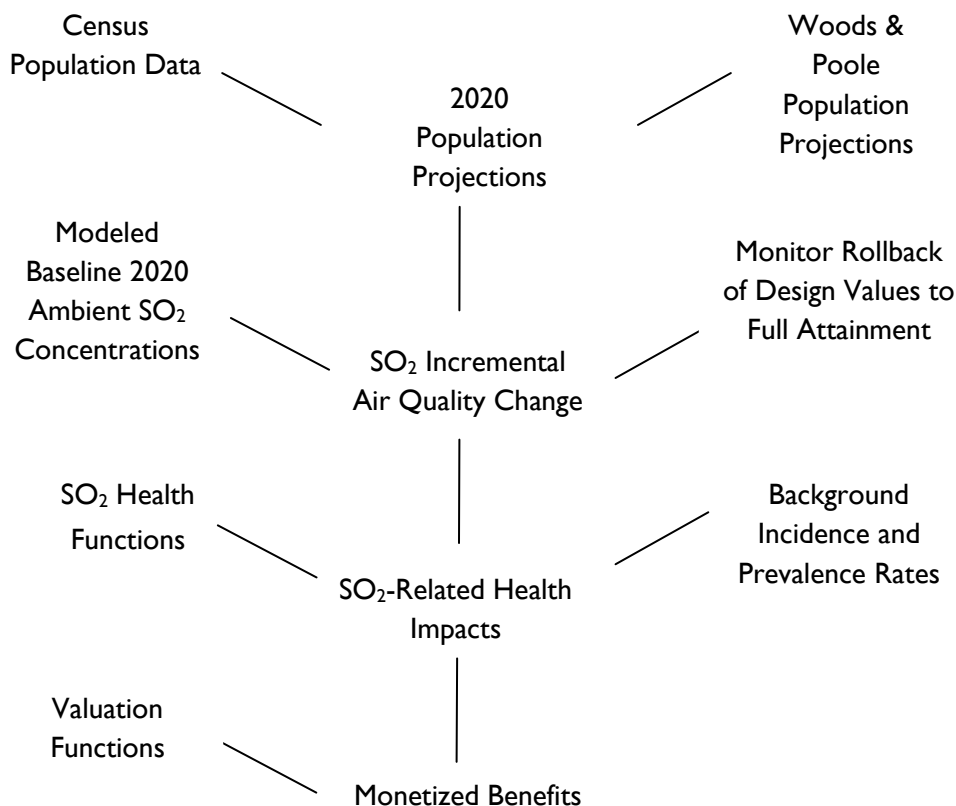 Census
Population Data
Woods &
Poole
Population
Projections
2020
Population
Projections
Modeled
Baseline 2020
Ambient SO₂
Concentrations
Monitor Rollback
of Design Values to
Full Attainment
SO₂ Incremental
Air Quality Change
SO₂ Health
Functions
Background
Incidence and
Prevalence Rates
SO₂-Related Health
Impacts
Valuation
Functions
Monetized Benefits